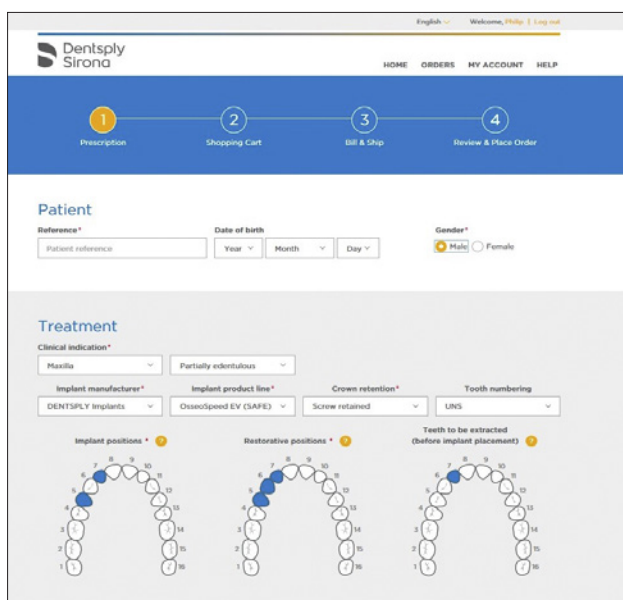 English Welcome, Philip | Log out
Dentsply
Sirona
HOME ORDERS MY ACCOUNT HELP
1 2 3 4
Prescription Shopping Cart Bill & Ship Review & Place Order
Patient
Reference* Date of birth Gender*
Patient reference Year Month Day Male Female
Treatment
Clinical indication*
Maxilla Partially edentulous
Implant manufacturer* Implant product line* Crown retention* Tooth numbering
DENTSPLY Implants OsseoSpeed EV (SAFE) Screw retained UNS
Implant positions * ? Restorative positions * ? Teeth to be extracted
(before implant placement) ?
8 9 8 9 8 9
7 10 7 10 7 10
6 11 6 11 6 11
5 12 5 12 5 12
4 13 4 13 4 13
3 14 3 14 3 14
2 15 2 15 2 15
1 16 1 16 1 16